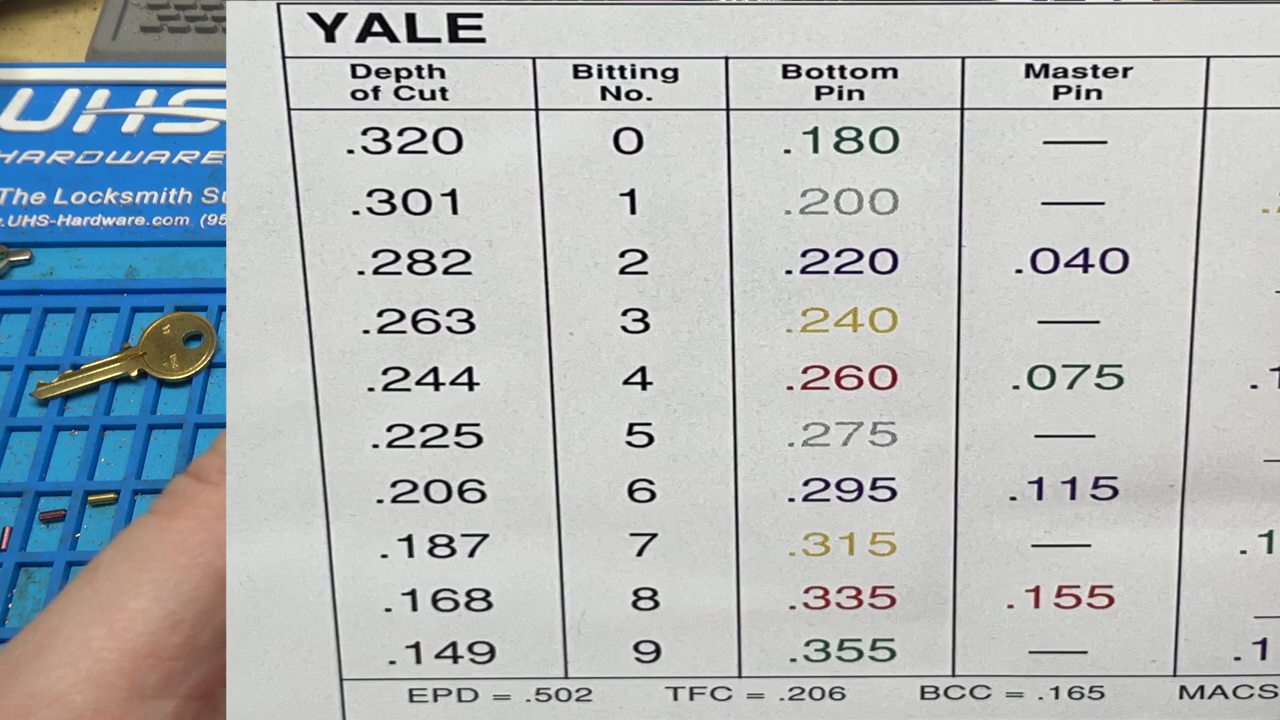 UHS
HARDWARE
The Locksmith
UHS-Hardware.com
YALE
Depth of Cut Bitting No. Bottom Pin Master Pin
.320 0 .180 —
.301 1 .200 —
.282 2 .220 .040
.263 3 .240 —
.244 4 .260 .075
.225 5 .275 —
.206 6 .295 .115
.187 7 .315 —
.168 8 .335 .155
.149 9 .355 —
EPD = .502 TFC = .206 BCC = .165 MACS